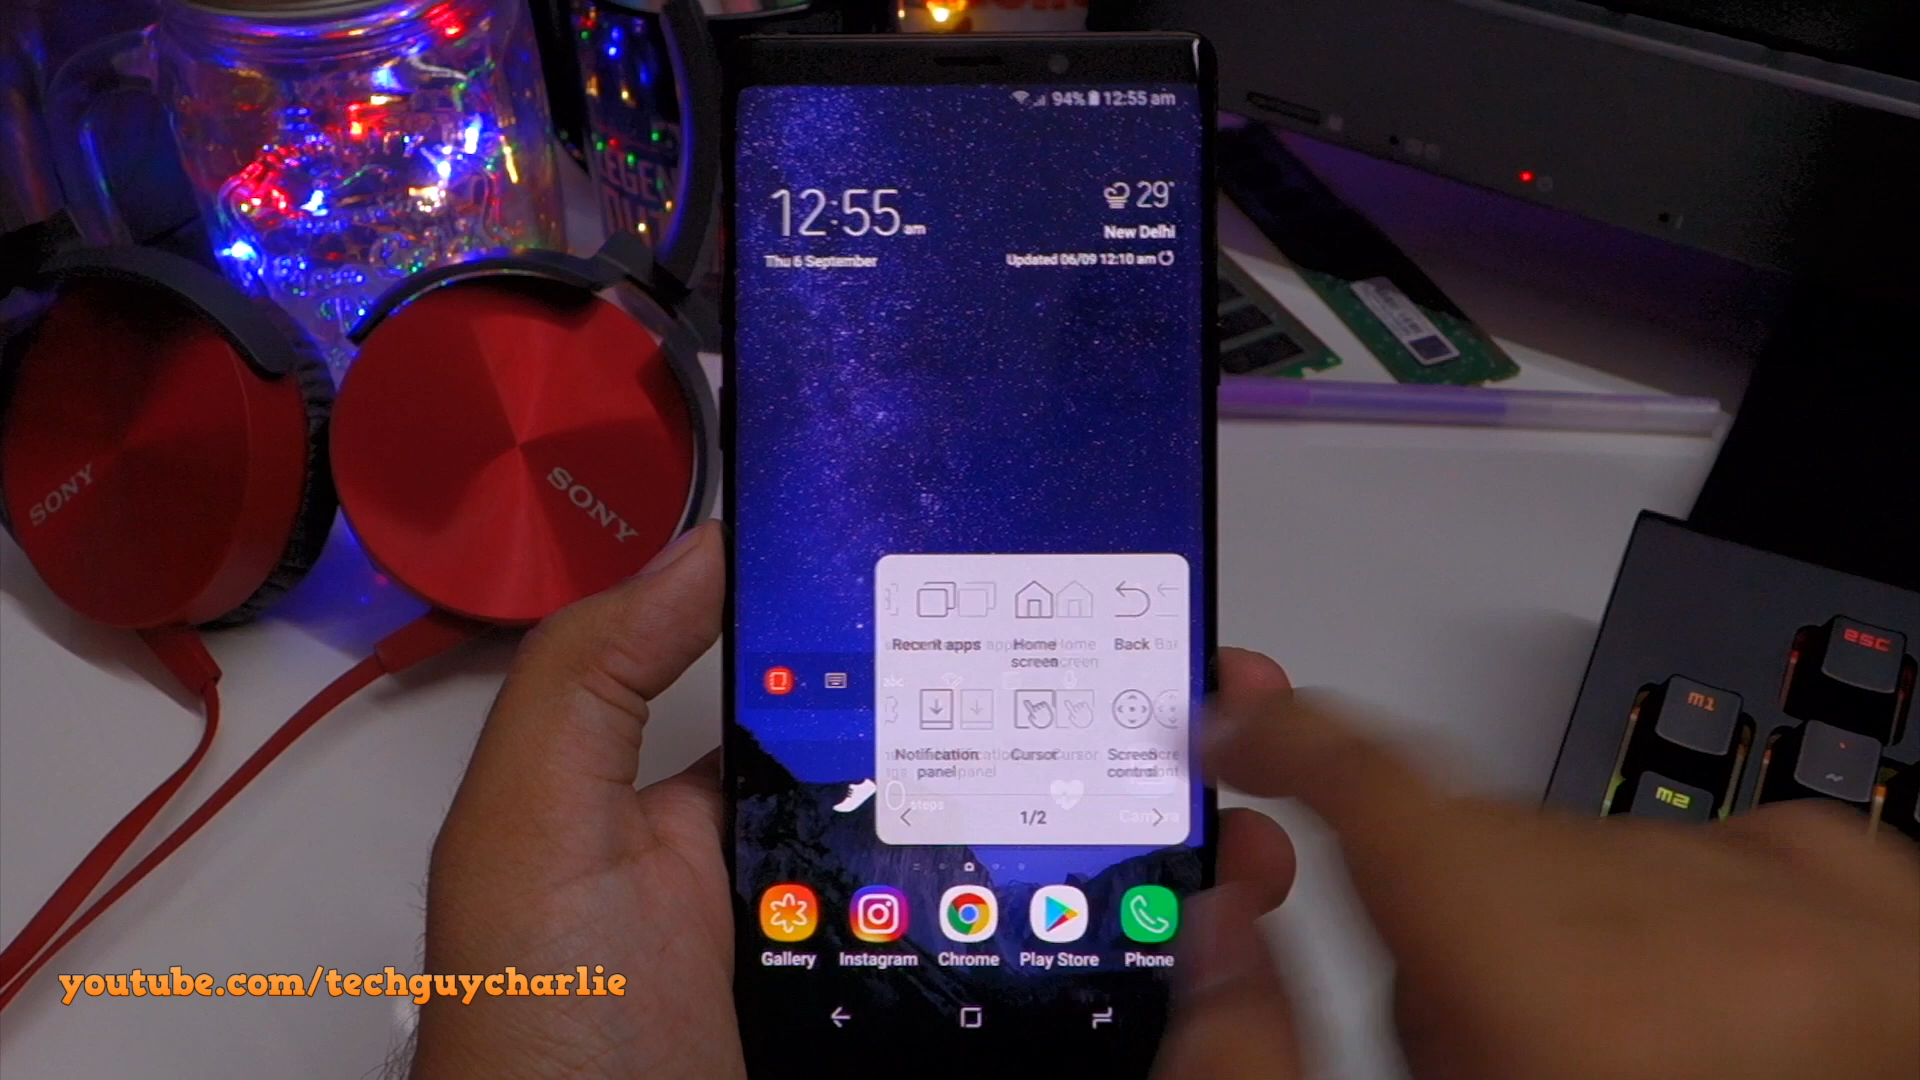 94% 12:55 am
12:55 am
29°
New Delhi
Thu 6 September
Updated 06/09 12:10 am
SONY
SONY
Recent apps
Home screen
Back
Notification panel
Cursor
Screen control
steps
1/2
Gallery
Instagram
Chrome
Play Store
Phone
esc
m1
m2
youtube.com/techguycharlie